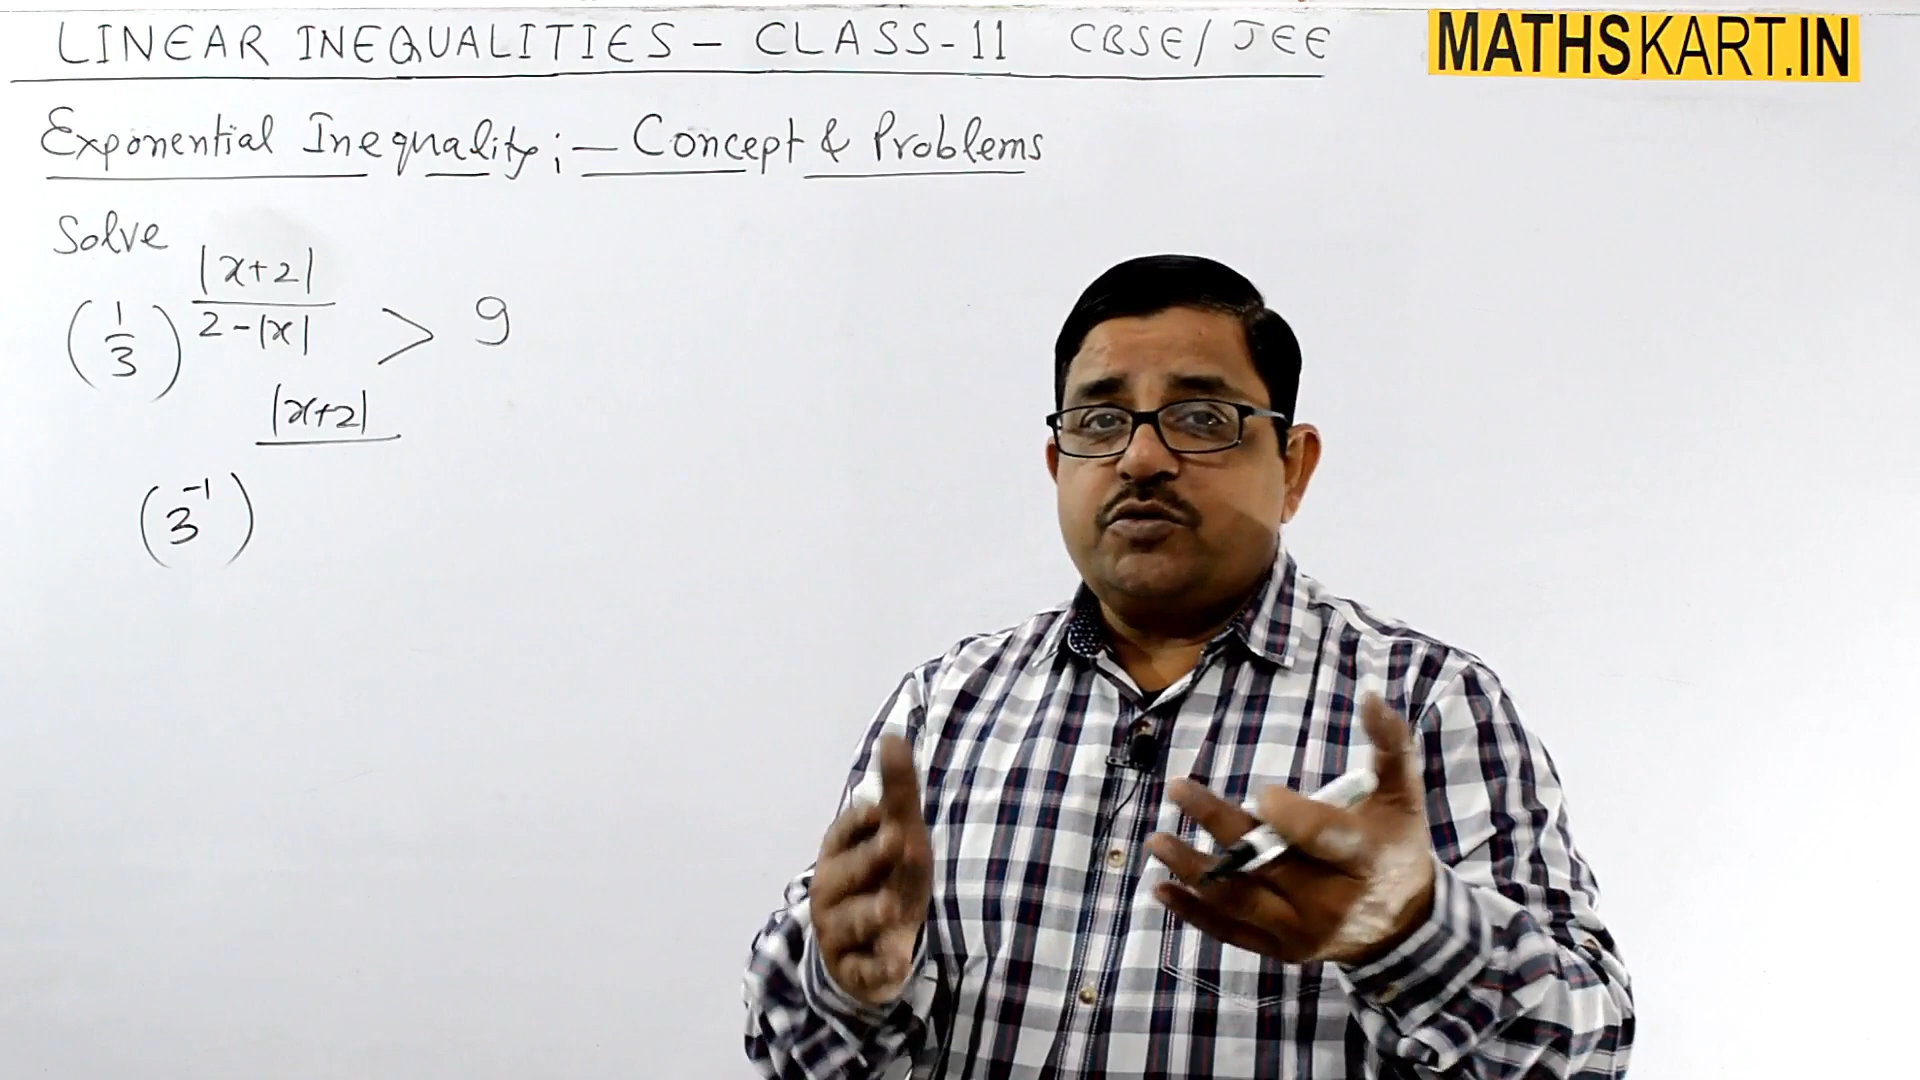 LINEAR INEQUALITIES – CLASS-11 CBSE/JEE
MATHSKART.IN
Exponential Inequality; – Concept & Problems
Solve
(1/3)^(|x+2|/(2-|x|)) > 9
|x+2|
(3^-1)